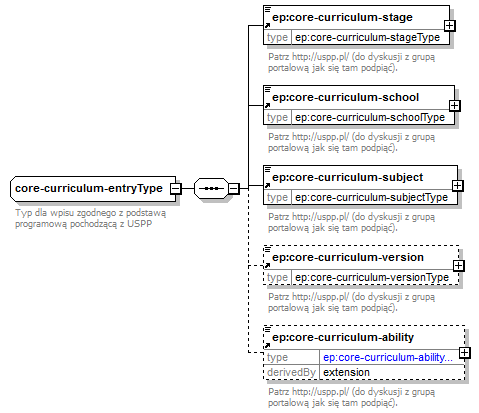 ep:core-curriculum-stage
type ep:core-curriculum-stageType
Patrz http://uspp.pl/ (do dyskusji z grupą
portalową jak się tam podpiąć).
ep:core-curriculum-school
type ep:core-curriculum-schoolType
Patrz http://uspp.pl/ (do dyskusji z grupą
portalową jak się tam podpiąć).
core-curriculum-entryType
Typ dla wpisu zgodnego z podstawą
programową pochodzącą z USPP
ep:core-curriculum-subject
type ep:core-curriculum-subjectType
Patrz http://uspp.pl/ (do dyskusji z grupą
portalową jak się tam podpiąć).
ep:core-curriculum-version
type ep:core-curriculum-versionType
Patrz http://uspp.pl/ (do dyskusji z grupą
portalową jak się tam podpiąć).
ep:core-curriculum-ability
type ep:core-curriculum-ability...
derivedBy extension
Patrz http://uspp.pl/ (do dyskusji z grupą
portalową jak się tam podpiąć).